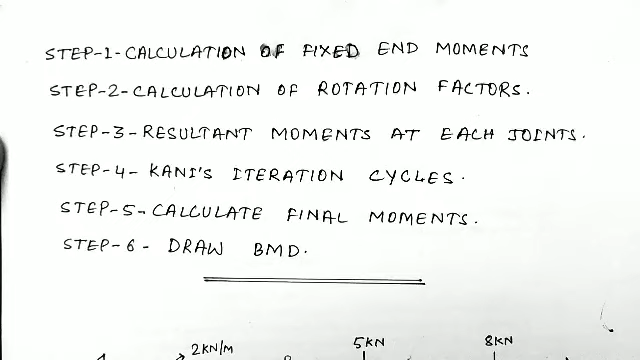 STEP-1-CALCULATION OF FIXED END MOMENTS
STEP-2-CALCULATION OF ROTATION FACTORS.
STEP-3-RESULTANT MOMENTS AT EACH JOINTS.
STEP-4-KANI'S ITERATION CYCLES.
STEP-5-CALCULATE FINAL MOMENTS.
STEP-6- DRAW BMD.
2KN/M 5KN 8KN